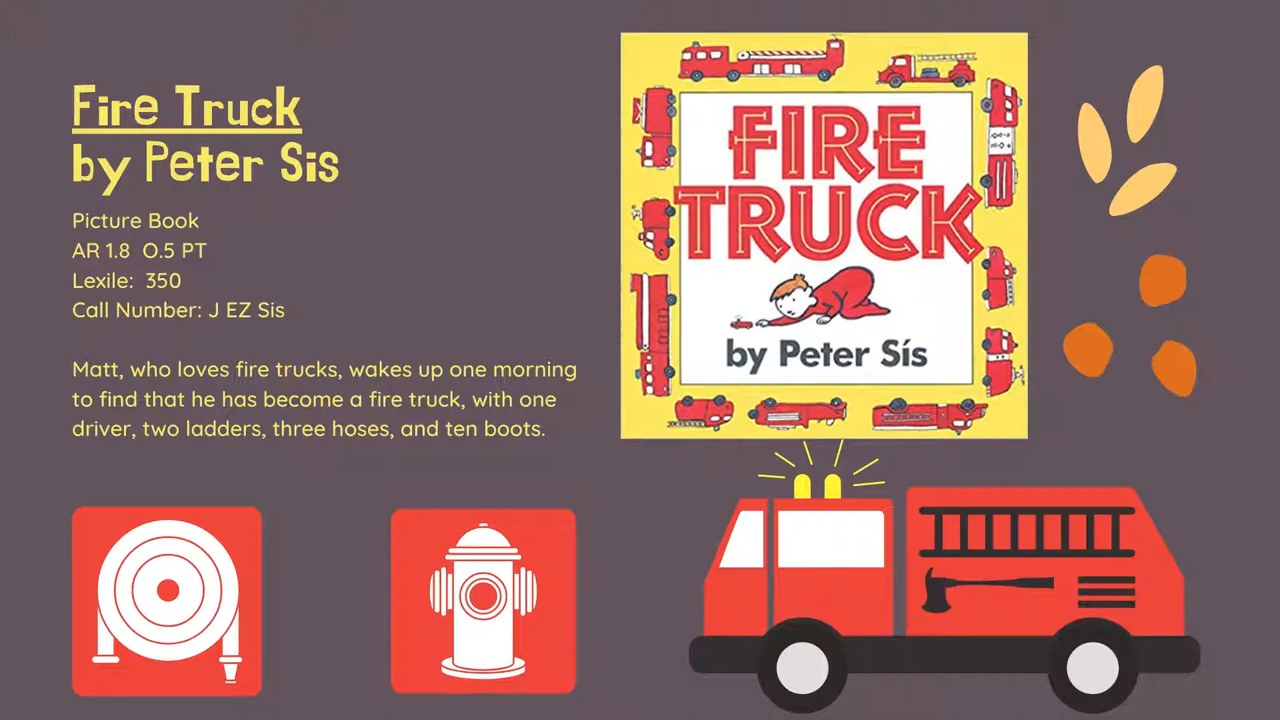 Fire Truck
by Peter Sis
Picture Book
AR 1.8  0.5 PT
Lexile:  350
Call Number: J EZ Sis
Matt, who loves fire trucks, wakes up one morning
to find that he has become a fire truck, with one
driver, two ladders, three hoses, and ten boots.
FIRE
TRUCK
by Peter Sís